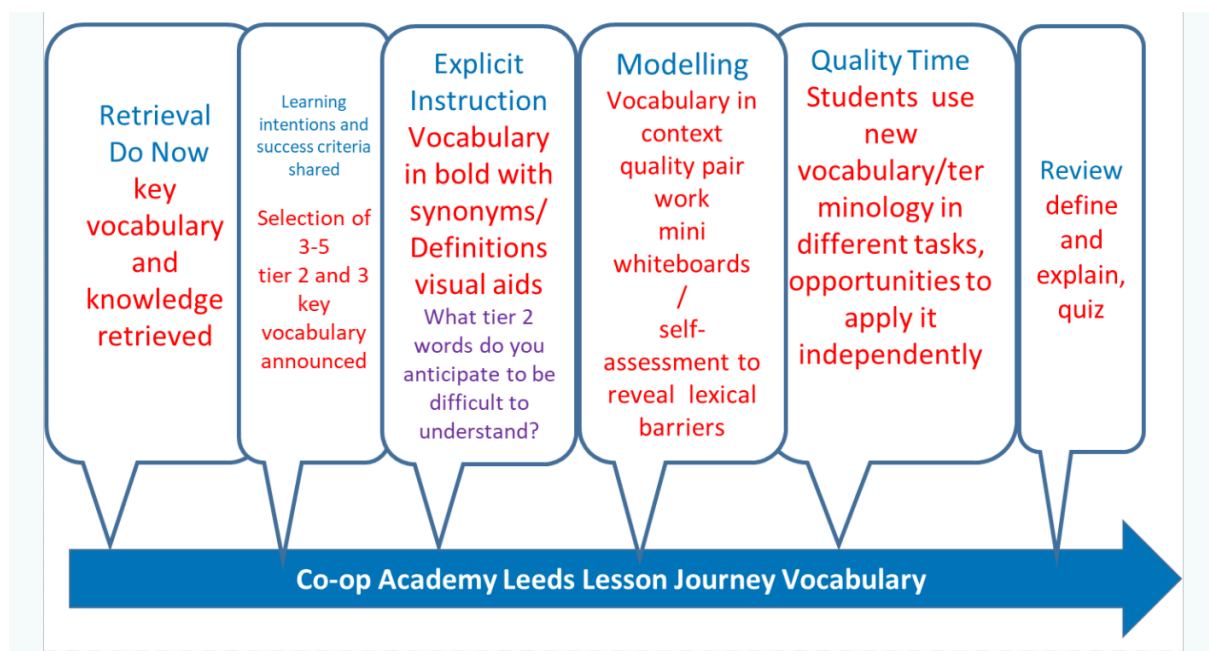 Retrieval
Do Now
key
vocabulary
and
knowledge
retrieved
Learning
intentions and
success criteria
shared
Selection of
3-5
tier 2 and 3
key
vocabulary
announced
Explicit
Instruction
Vocabulary
in bold with
synonyms/
Definitions
visual aids
What tier 2
words do you
anticipate to be
difficult to
understand?
Modelling
Vocabulary in
context
quality pair
work
mini
whiteboards
/
self-
assessment to
reveal lexical
barriers
Quality Time
Students use
new
vocabulary/ter
minology in
different tasks,
opportunities to
apply it
independently
Review
define
and
explain,
quiz
Co-op Academy Leeds Lesson Journey Vocabulary